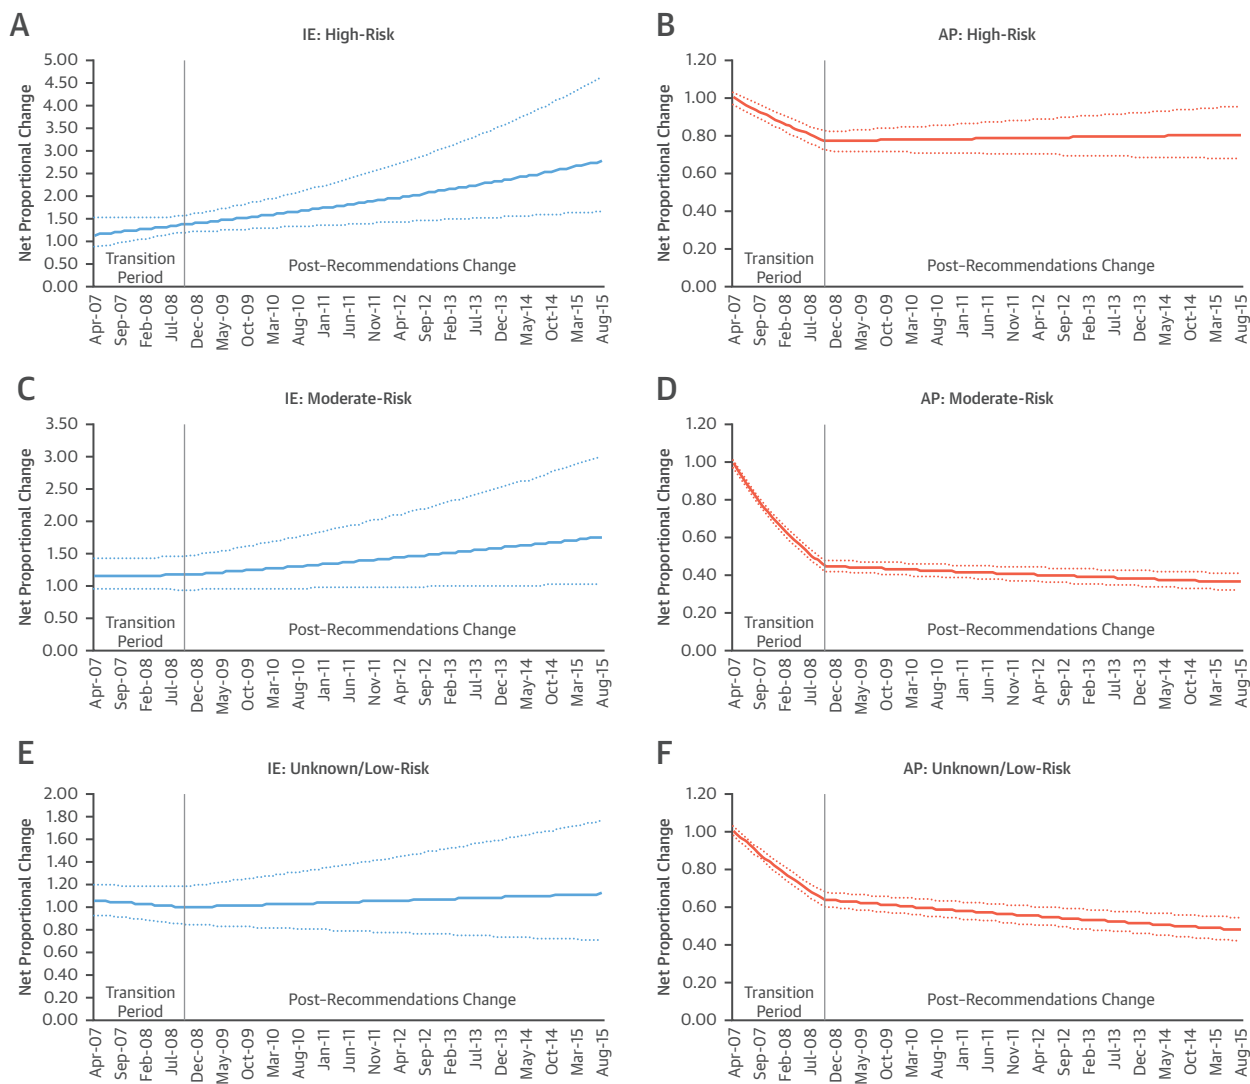 A
IE: High-Risk
Net Proportional Change
5.00
4.50
4.00
3.50
3.00
2.50
2.00
1.50
1.00
0.50
0.00
Transition
Period
Post–Recommendations Change
Apr-07
Sep-07
Feb-08
Jul-08
Dec-08
May-09
Oct-09
Mar-10
Aug-10
Jan-11
Jun-11
Nov-11
Apr-12
Sep-12
Feb-13
Jul-13
Dec-13
May-14
Oct-14
Mar-15
Aug-15
B
AP: High-Risk
Net Proportional Change
1.20
1.00
0.80
0.60
0.40
0.20
0.00
Transition
Period
Post–Recommendations Change
Apr-07
Sep-07
Feb-08
Jul-08
Dec-08
May-09
Oct-09
Mar-10
Aug-10
Jan-11
Jun-11
Nov-11
Apr-12
Sep-12
Feb-13
Jul-13
Dec-13
May-14
Oct-14
Mar-15
Aug-15
C
IE: Moderate-Risk
Net Proportional Change
3.50
3.00
2.50
2.00
1.50
1.00
0.50
0.00
Transition
Period
Post–Recommendations Change
Apr-07
Sep-07
Feb-08
Jul-08
Dec-08
May-09
Oct-09
Mar-10
Aug-10
Jan-11
Jun-11
Nov-11
Apr-12
Sep-12
Feb-13
Jul-13
Dec-13
May-14
Oct-14
Mar-15
Aug-15
D
AP: Moderate-Risk
Net Proportional Change
1.20
1.00
0.80
0.60
0.40
0.20
0.00
Transition
Period
Post–Recommendations Change
Apr-07
Sep-07
Feb-08
Jul-08
Dec-08
May-09
Oct-09
Mar-10
Aug-10
Jan-11
Jun-11
Nov-11
Apr-12
Sep-12
Feb-13
Jul-13
Dec-13
May-14
Oct-14
Mar-15
Aug-15
E
IE: Unknown/Low-Risk
Net Proportional Change
2.00
1.80
1.60
1.40
1.20
1.00
0.80
0.60
0.40
0.20
0.00
Transition
Period
Post–Recommendations Change
Apr-07
Sep-07
Feb-08
Jul-08
Dec-08
May-09
Oct-09
Mar-10
Aug-10
Jan-11
Jun-11
Nov-11
Apr-12
Sep-12
Feb-13
Jul-13
Dec-13
May-14
Oct-14
Mar-15
Aug-15
F
AP: Unknown/Low-Risk
Net Proportional Change
1.20
1.00
0.80
0.60
0.40
0.20
0.00
Transition
Period
Post–Recommendations Change
Apr-07
Sep-07
Feb-08
Jul-08
Dec-08
May-09
Oct-09
Mar-10
Aug-10
Jan-11
Jun-11
Nov-11
Apr-12
Sep-12
Feb-13
Jul-13
Dec-13
May-14
Oct-14
Mar-15
Aug-15